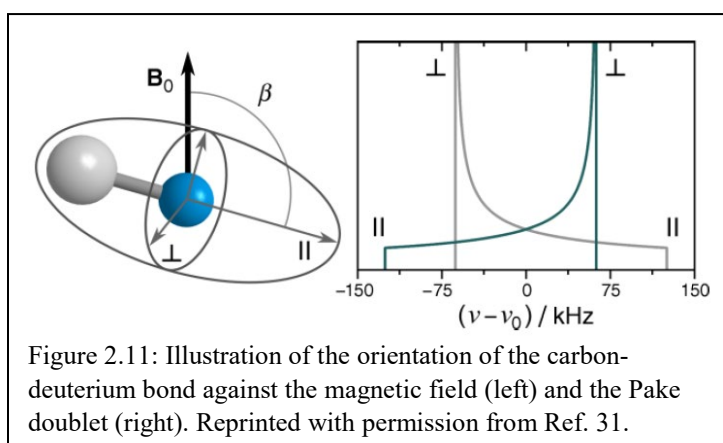 B₀
β
⊥
||
⊥ ⊥
|| ||
-150 -75 0 75 150
(ν−ν₀) / kHz
Figure 2.11: Illustration of the orientation of the carbon-
deuterium bond against the magnetic field (left) and the Pake
doublet (right). Reprinted with permission from Ref. 31.